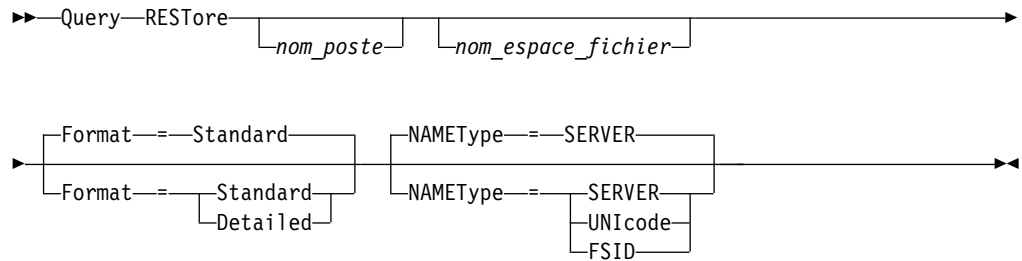 Query RESTore
nom_poste nom_espace_fichier
Format = Standard NAMEType = SERVER
Format = Standard NAMEType = SERVER
Detailed UNIcode
FSID